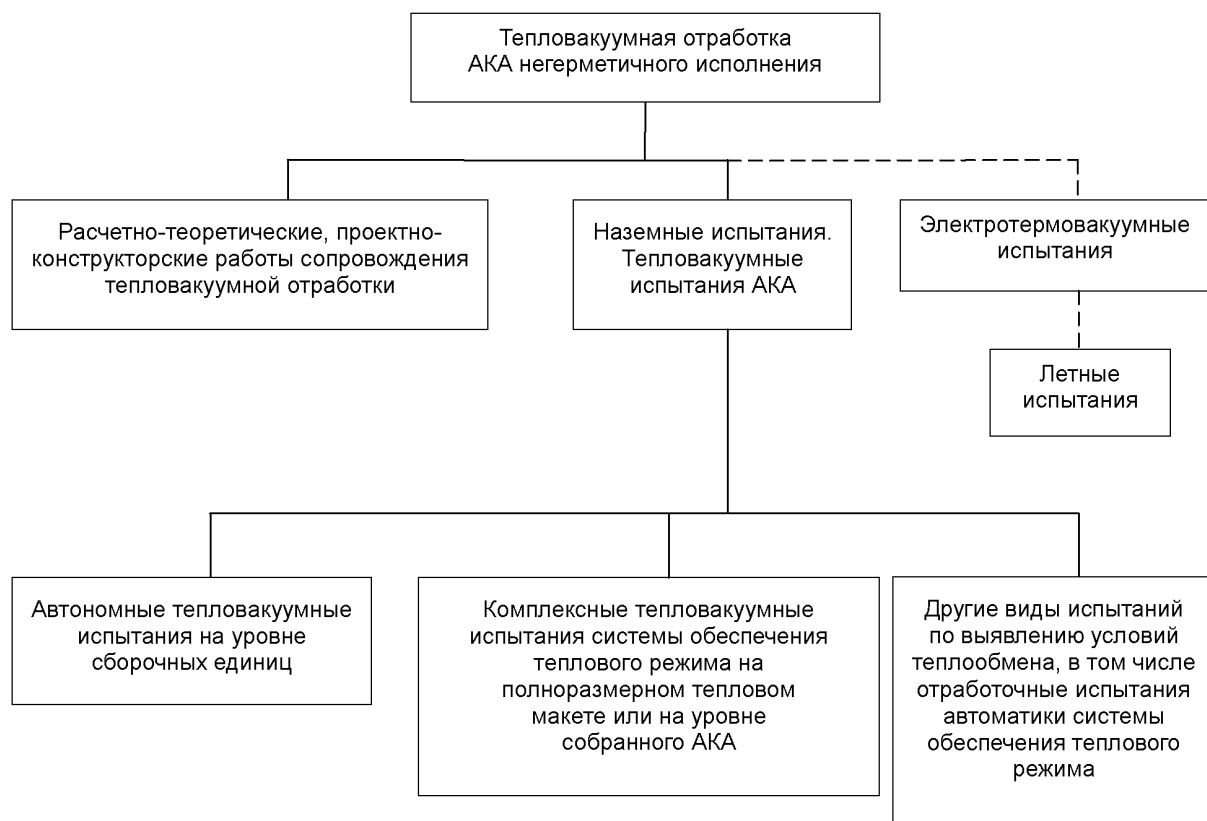 Тепловакуумная отработка
АКА негерметичного исполнения
Расчетно-теоретические, проектно-
конструкторские работы сопровождения
тепловакуумной отработки
Наземные испытания.
Тепловакуумные
испытания АКА
Электротермовакуумные
испытания
Летные
испытания
Автономные тепловакуумные
испытания на уровне
сборочных единиц
Комплексные тепловакуумные
испытания системы обеспечения
теплового режима на
полноразмерном тепловом
макете или на уровне
собранного АКА
Другие виды испытаний
по выявлению условий
теплообмена, в том числе
отработочные испытания
автоматики системы
обеспечения теплового
режима